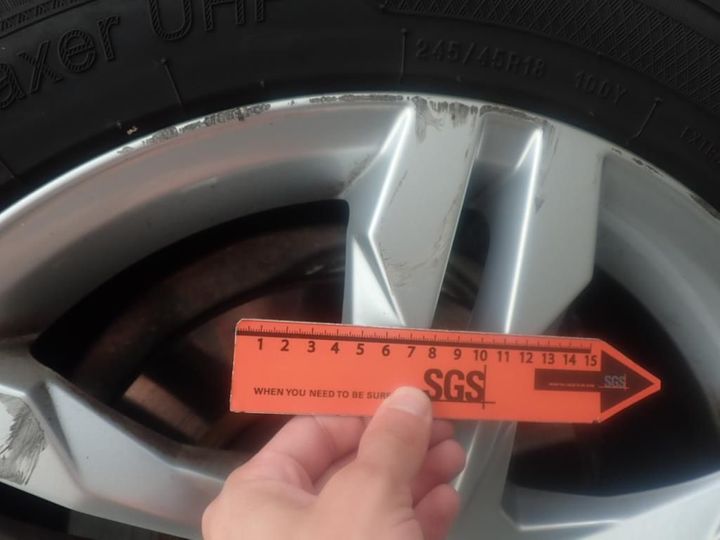 axer UHP
245/45R18 100Y
EXTRA
1 2 3 4 5 6 7 8 9 10 11 12 13 14 15
WHEN YOU NEED TO BE SURE
SGS
SGS